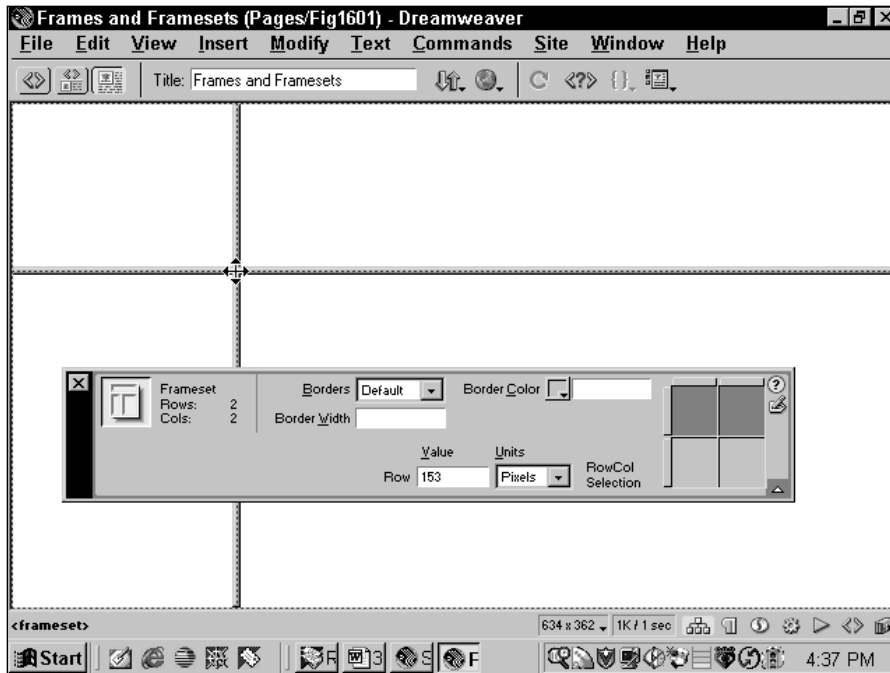 Frames and Framesets (Pages/Fig1601) - Dreamweaver
File Edit View Insert Modify Text Commands Site Window Help
Title: Frames and Framesets
Frameset
Rows: 2
Cols: 2
Borders Default Border Color
Border Width
Value Units
Row 153 Pixels
RowCol
Selection
<frameset> 634 x 362 1K / 1 sec
Start F 3 S F 4:37 PM